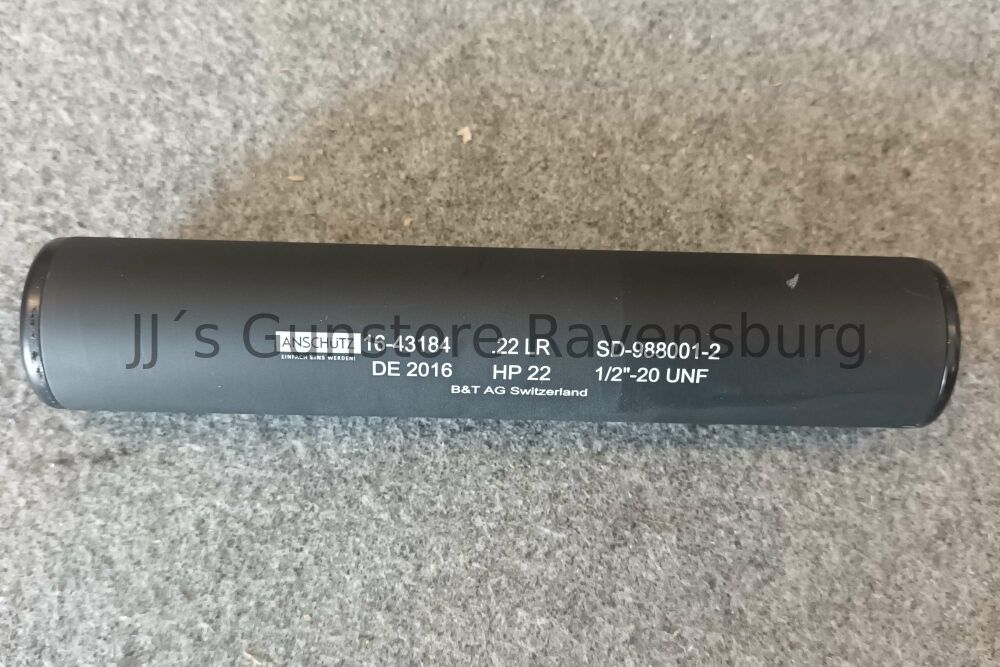 JJ´s Gunstore Ravensburg
ANSCHÜTZ 16-43184 .22 LR SD-988001-2
EINFACH EINS WERDEN!
DE 2016 HP 22 1/2"-20 UNF
B&T AG Switzerland